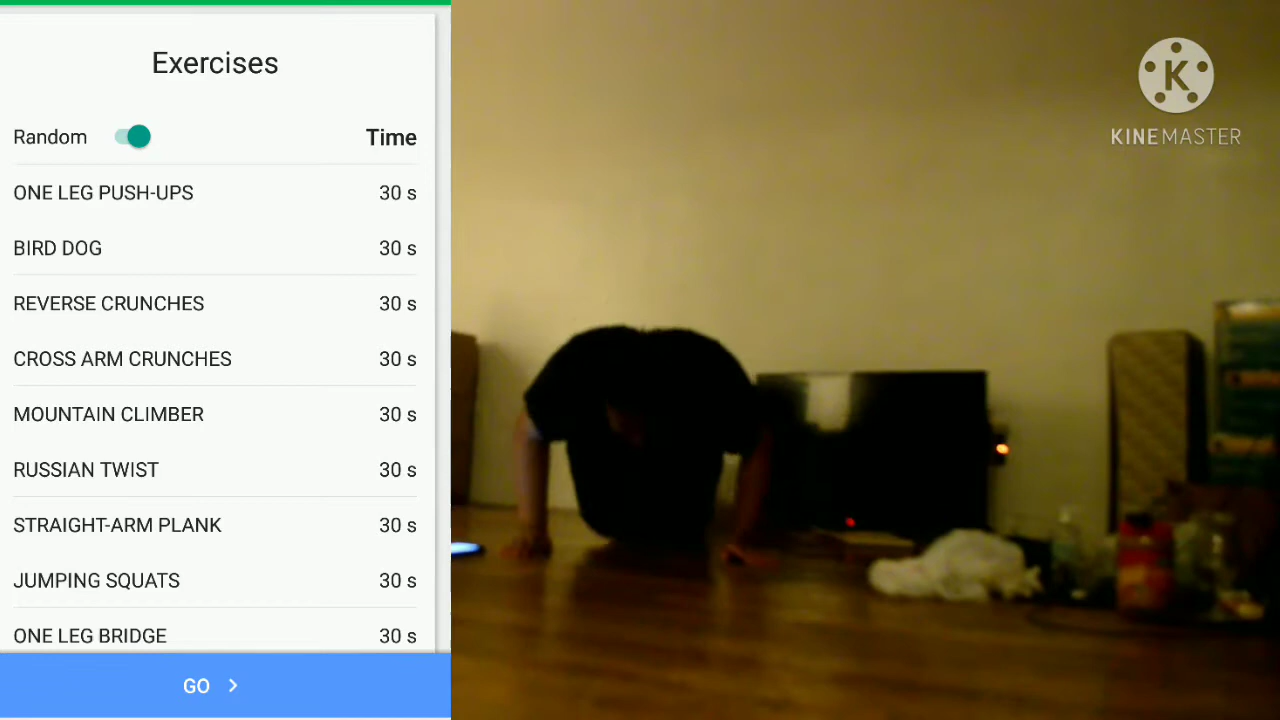 Exercises
Random Time
ONE LEG PUSH-UPS 30 s
BIRD DOG 30 s
REVERSE CRUNCHES 30 s
CROSS ARM CRUNCHES 30 s
MOUNTAIN CLIMBER 30 s
RUSSIAN TWIST 30 s
STRAIGHT-ARM PLANK 30 s
JUMPING SQUATS 30 s
ONE LEG BRIDGE 30 s
GO
K
KINEMASTER